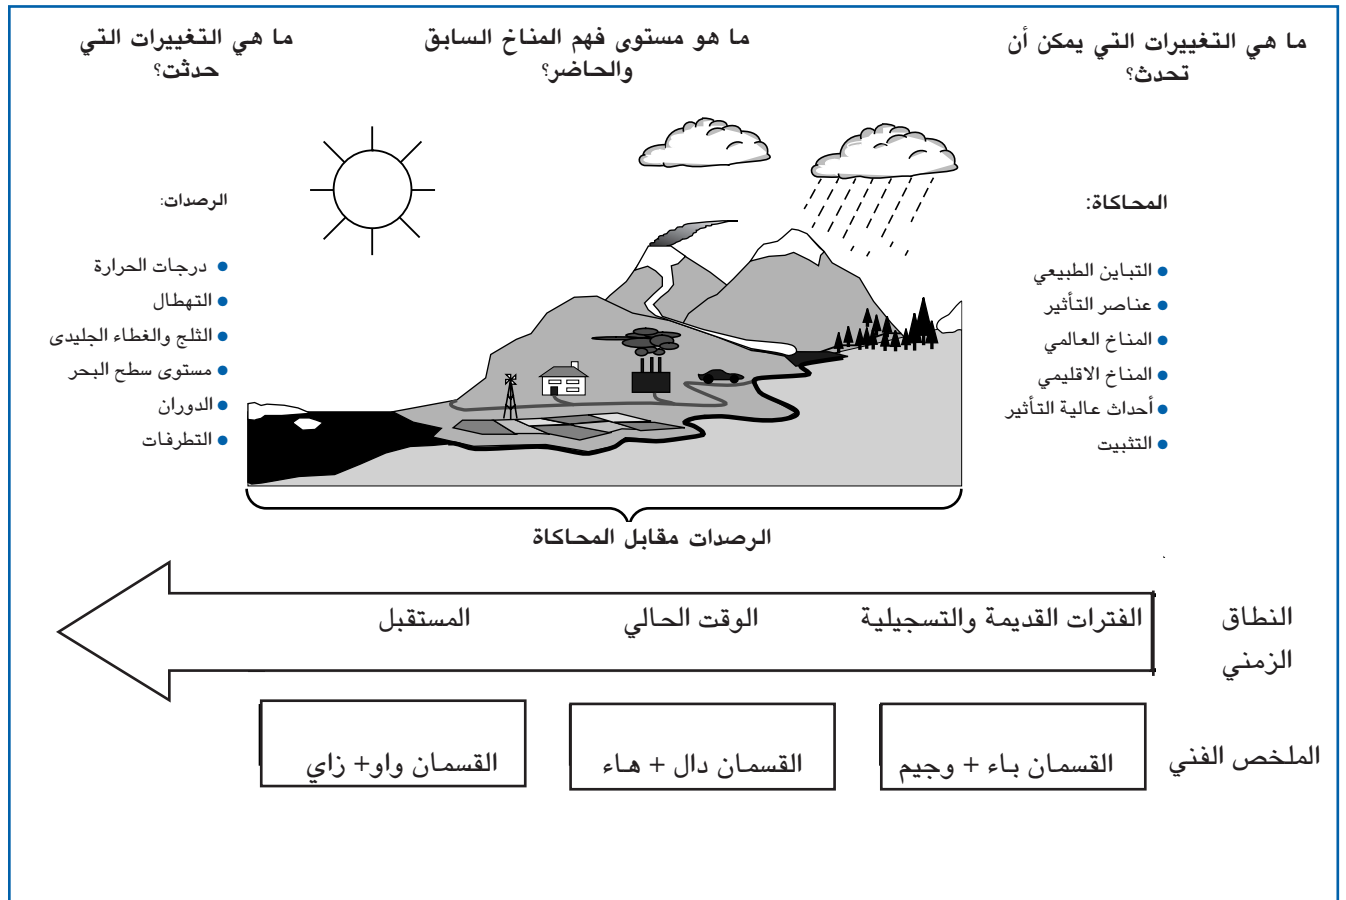 ما هي التغييرات التي يمكن أن
تحدث؟
ما هو مستوى فهم المناخ السابق
والحاضر؟
ما هي التغييرات التي
حدثت؟
المحاكاة:
● التباين الطبيعي
● عناصر التأثير
● المناخ العالمي
● المناخ الاقليمي
● أحداث عالية التأثير
● التثبيت
الرصدات:
● درجات الحرارة
● التهطال
● الثلج والغطاء الجليدى
● مستوى سطح البحر
● الدوران
● التطرفات
الرصدات مقابل المحاكاة
النطاق
الزمني
الفترات القديمة والتسجيلية
الوقت الحالي
المستقبل
الملخص الفني
القسمان باء + وجيم
القسمان دال + هاء
القسمان واو+ زاي